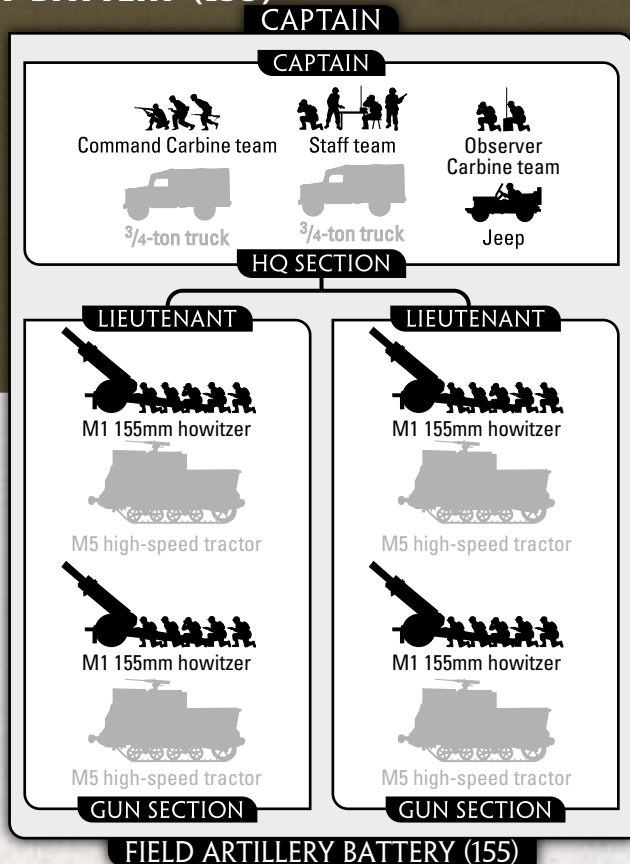 CAPTAIN
CAPTAIN
Command Carbine team
Staff team
Observer
Carbine team
3/4-ton truck
3/4-ton truck
Jeep
HQ SECTION
LIEUTENANT
LIEUTENANT
M1 155mm howitzer
M1 155mm howitzer
M5 high-speed tractor
M5 high-speed tractor
M1 155mm howitzer
M1 155mm howitzer
M5 high-speed tractor
M5 high-speed tractor
GUN SECTION
GUN SECTION
FIELD ARTILLERY BATTERY (155)